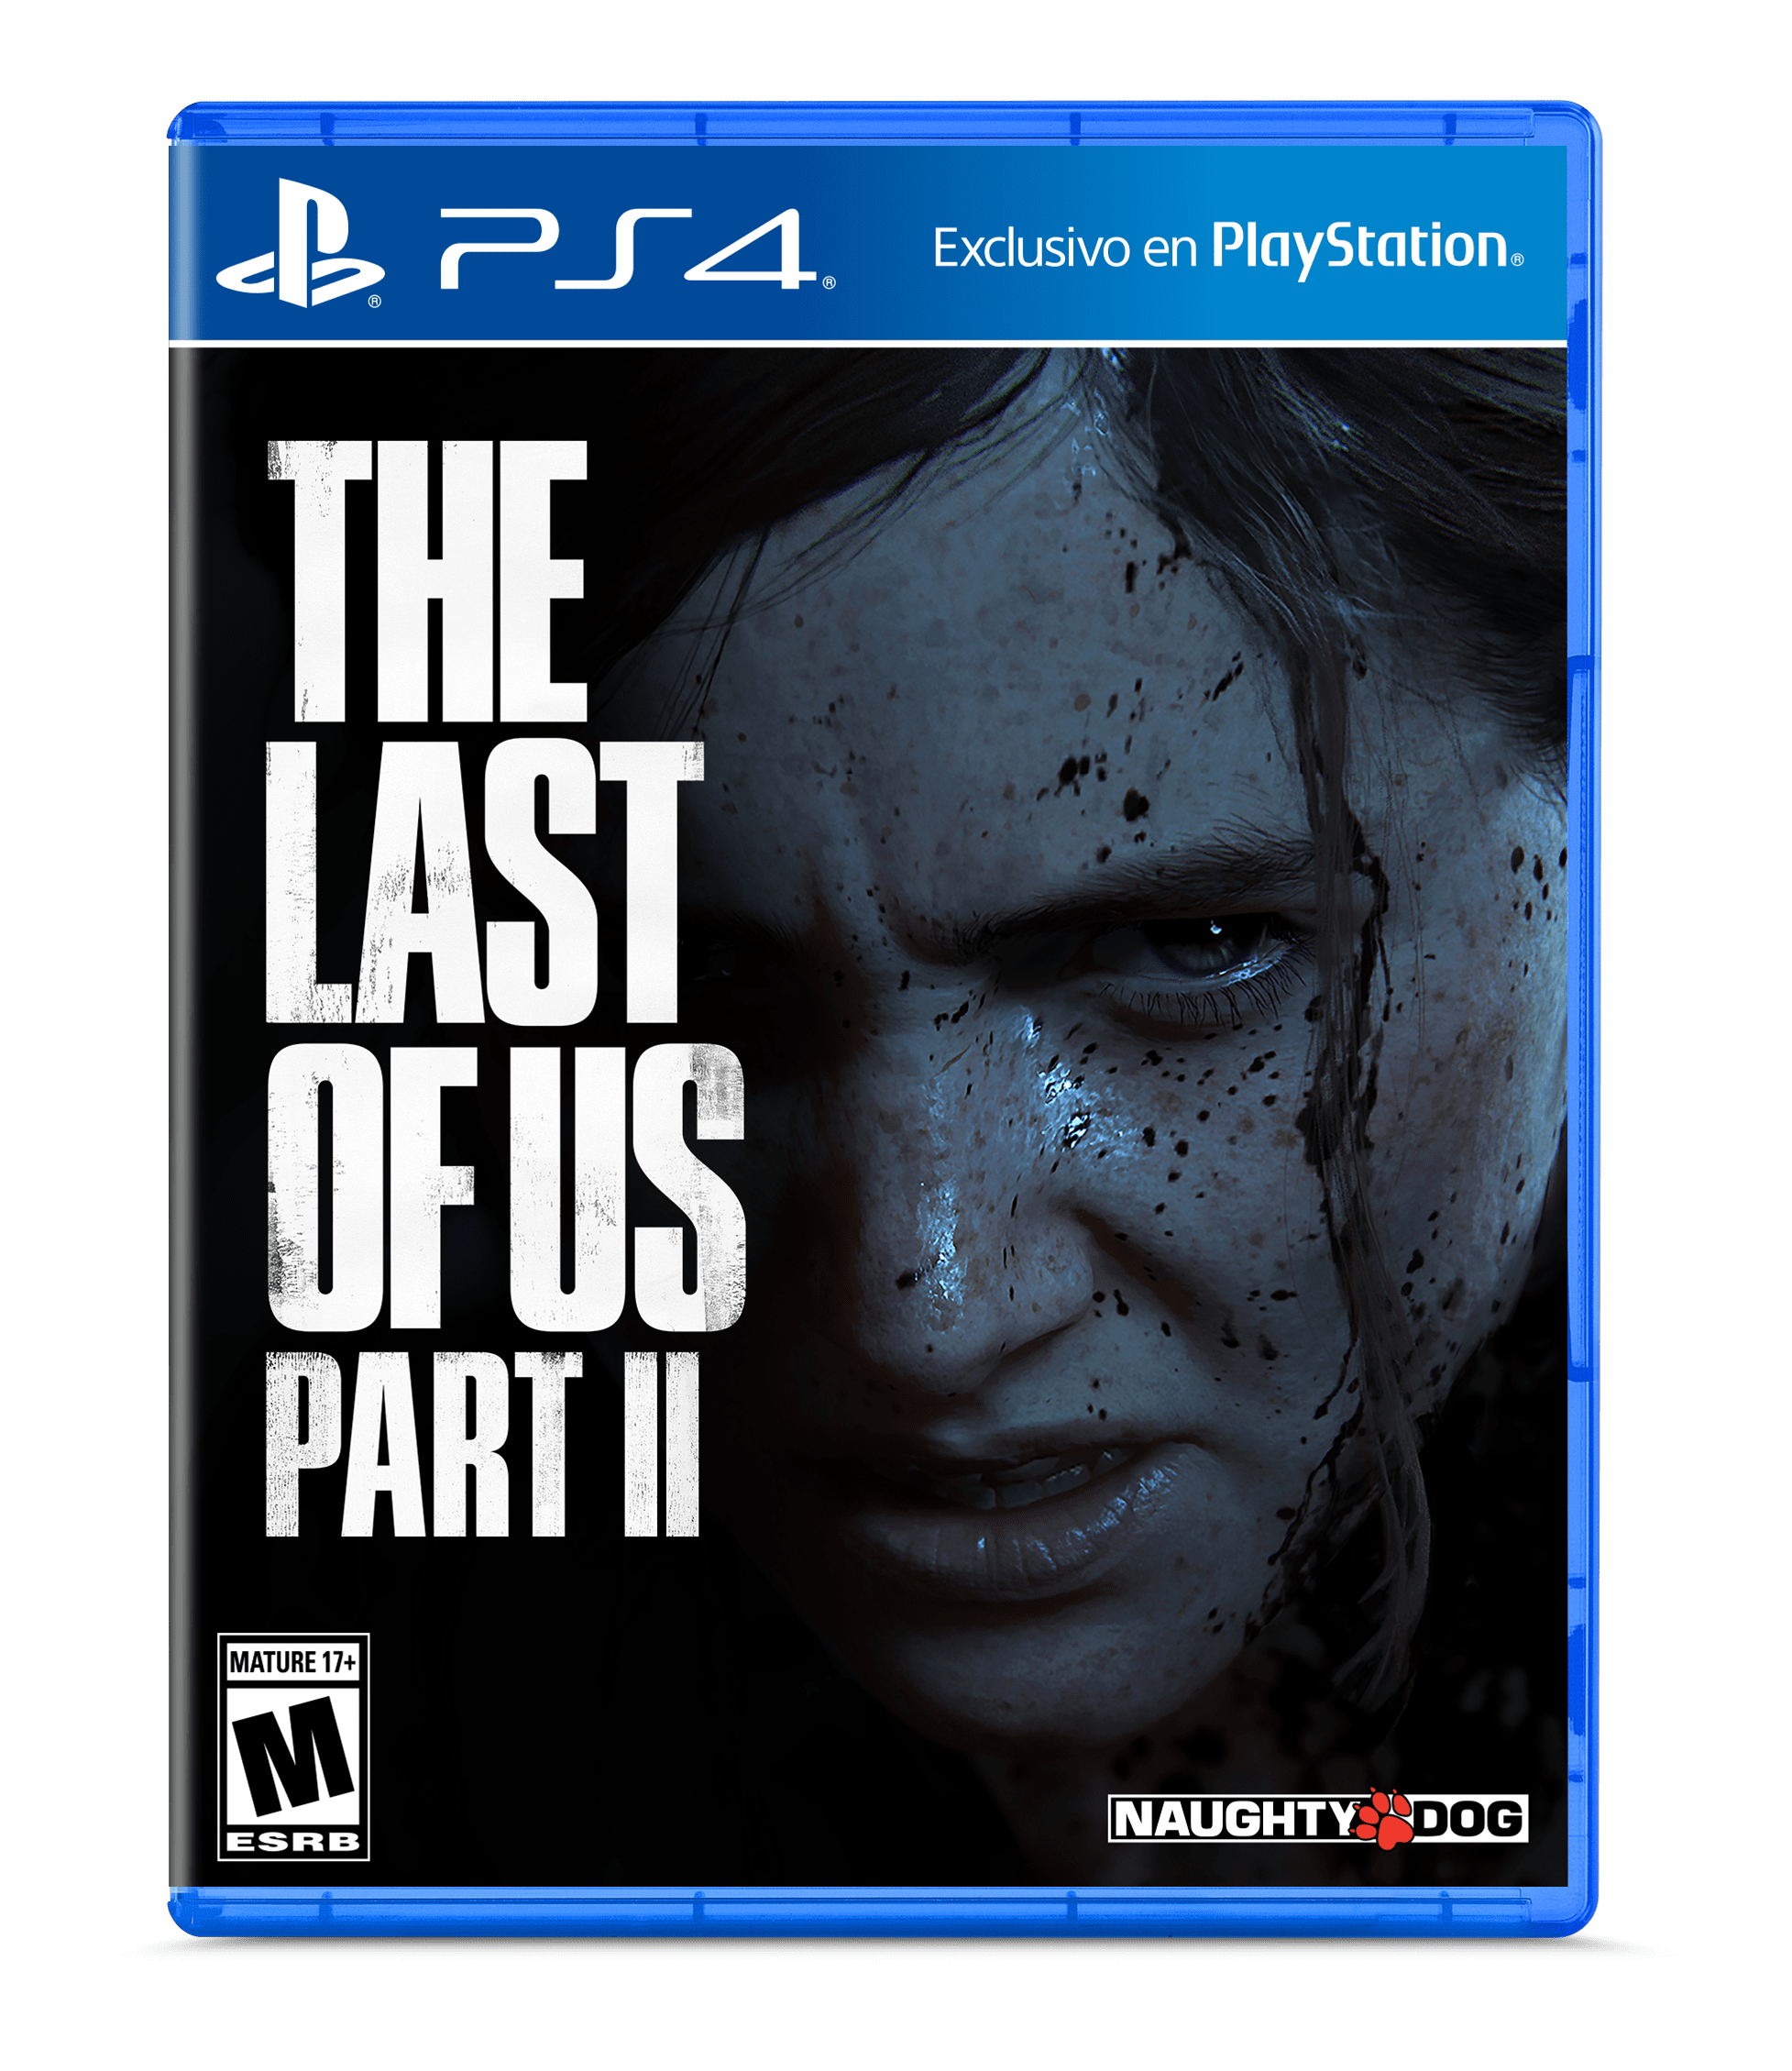 PS4®
Exclusivo en PlayStation®
THE
LAST
OF US
PART II
MATURE 17+
M
ESRB
NAUGHTY DOG